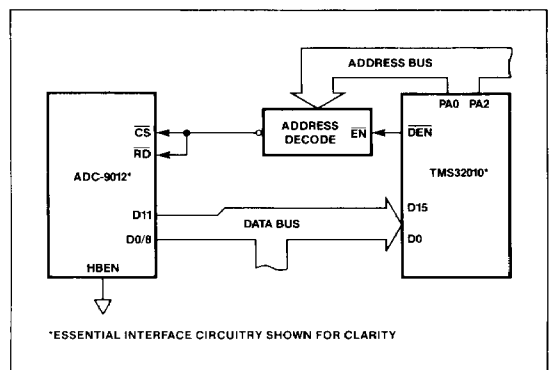 ADDRESS BUS
PA0 PA2
ADDRESS
DECODE
EN
DEN
CS
RD
ADC-9012*
TMS32010*
D11
D15
DATA BUS
D0/8
D0
HBEN
*ESSENTIAL INTERFACE CIRCUITRY SHOWN FOR CLARITY